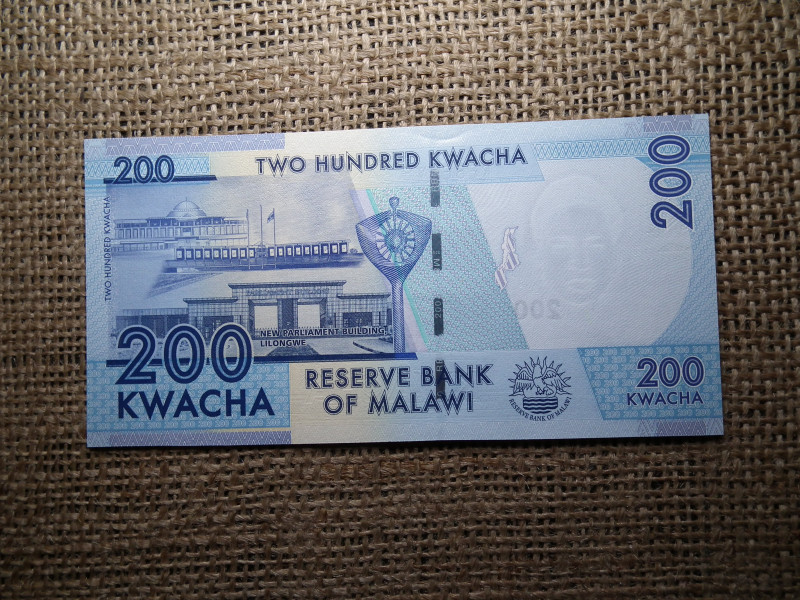 200
TWO HUNDRED KWACHA
200
TWO HUNDRED KWACHA
NEW PARLIAMENT BUILDING
LILONGWE
200
KWACHA
RESERVE BANK
OF MALAWI
RESERVE BANK OF MALAWI
200
KWACHA
200